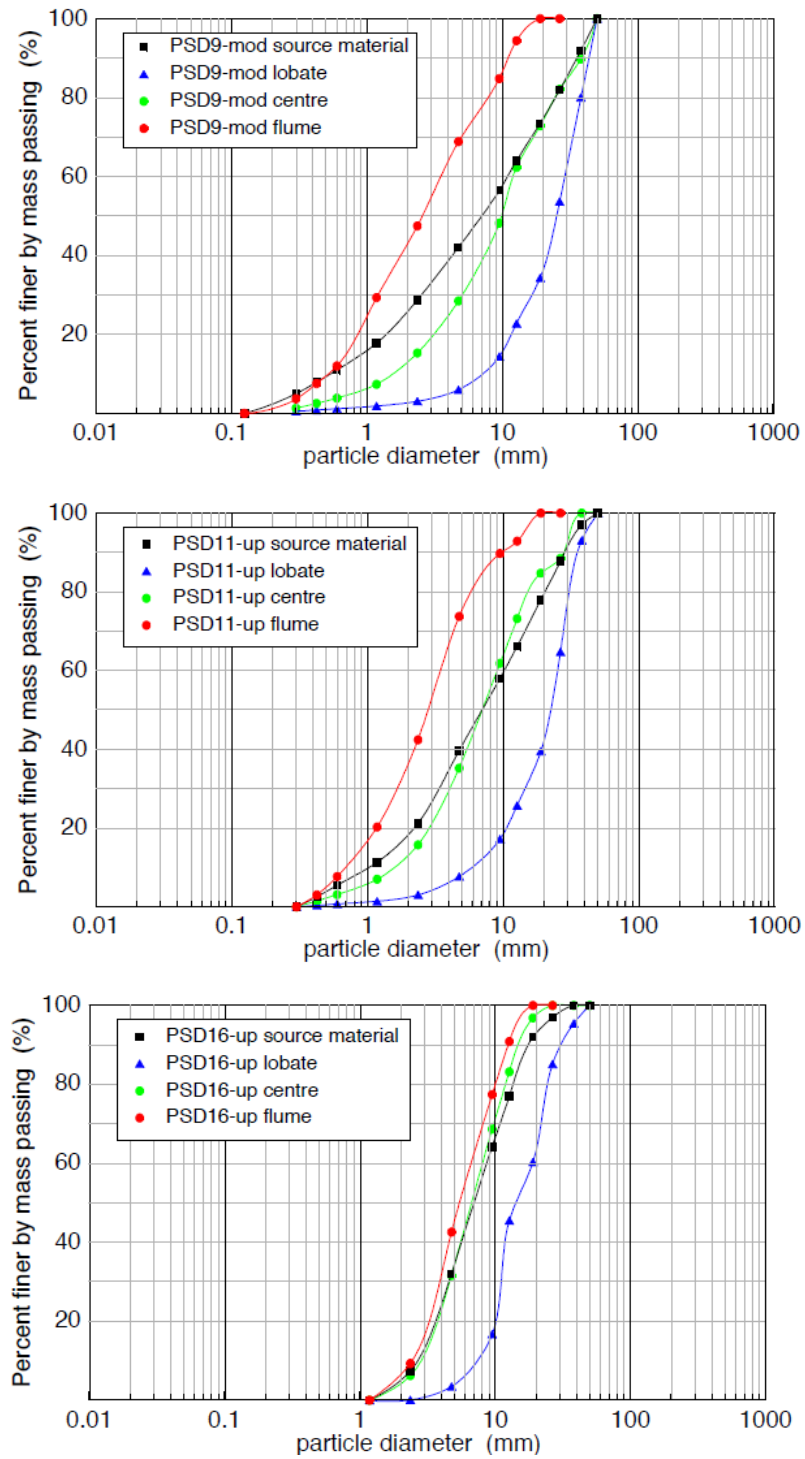 Percent finer by mass passing (%)
100
80
60
40
20
PSD9-mod source material
PSD9-mod lobate
PSD9-mod centre
PSD9-mod flume
0.01 0.1 1 10 100 1000
particle diameter (mm)
Percent finer by mass passing (%)
100
80
60
40
20
PSD11-up source material
PSD11-up lobate
PSD11-up centre
PSD11-up flume
0.01 0.1 1 10 100 1000
particle diameter (mm)
Percent finer by mass passing (%)
100
80
60
40
20
PSD16-up source material
PSD16-up lobate
PSD16-up centre
PSD16-up flume
0.01 0.1 1 10 100 1000
particle diameter (mm)